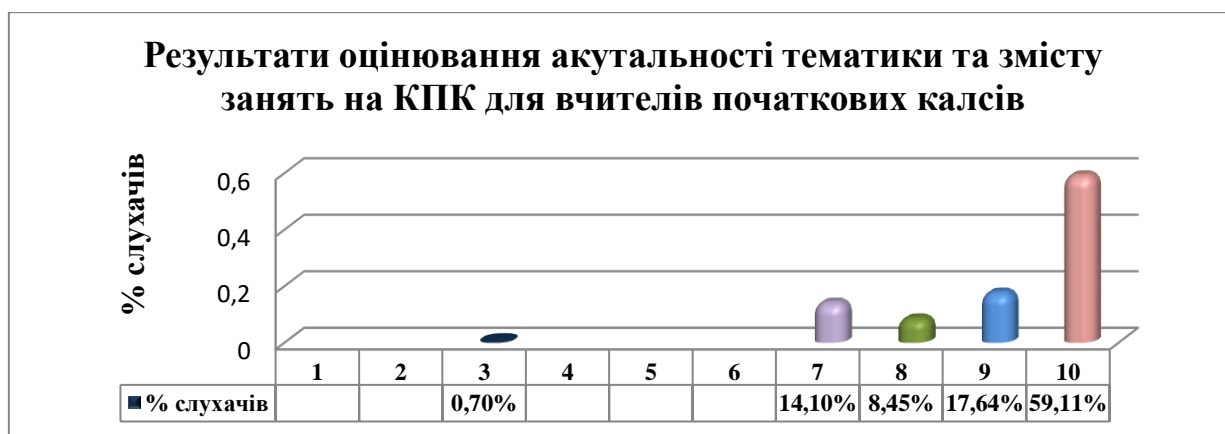 Результати оцінювання акутальності тематики та змісту
занять на КПК для вчителів початкових калсів
% слухачів
0,6
0,4
0,2
0
1 2 3 4 5 6 7 8 9 10
% слухачів 0,70% 14,10% 8,45% 17,64% 59,11%